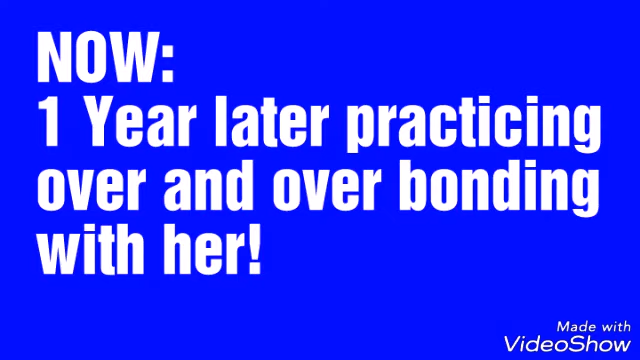 NOW:
1 Year later practicing
over and over bonding
with her!
Made with
VideoShow